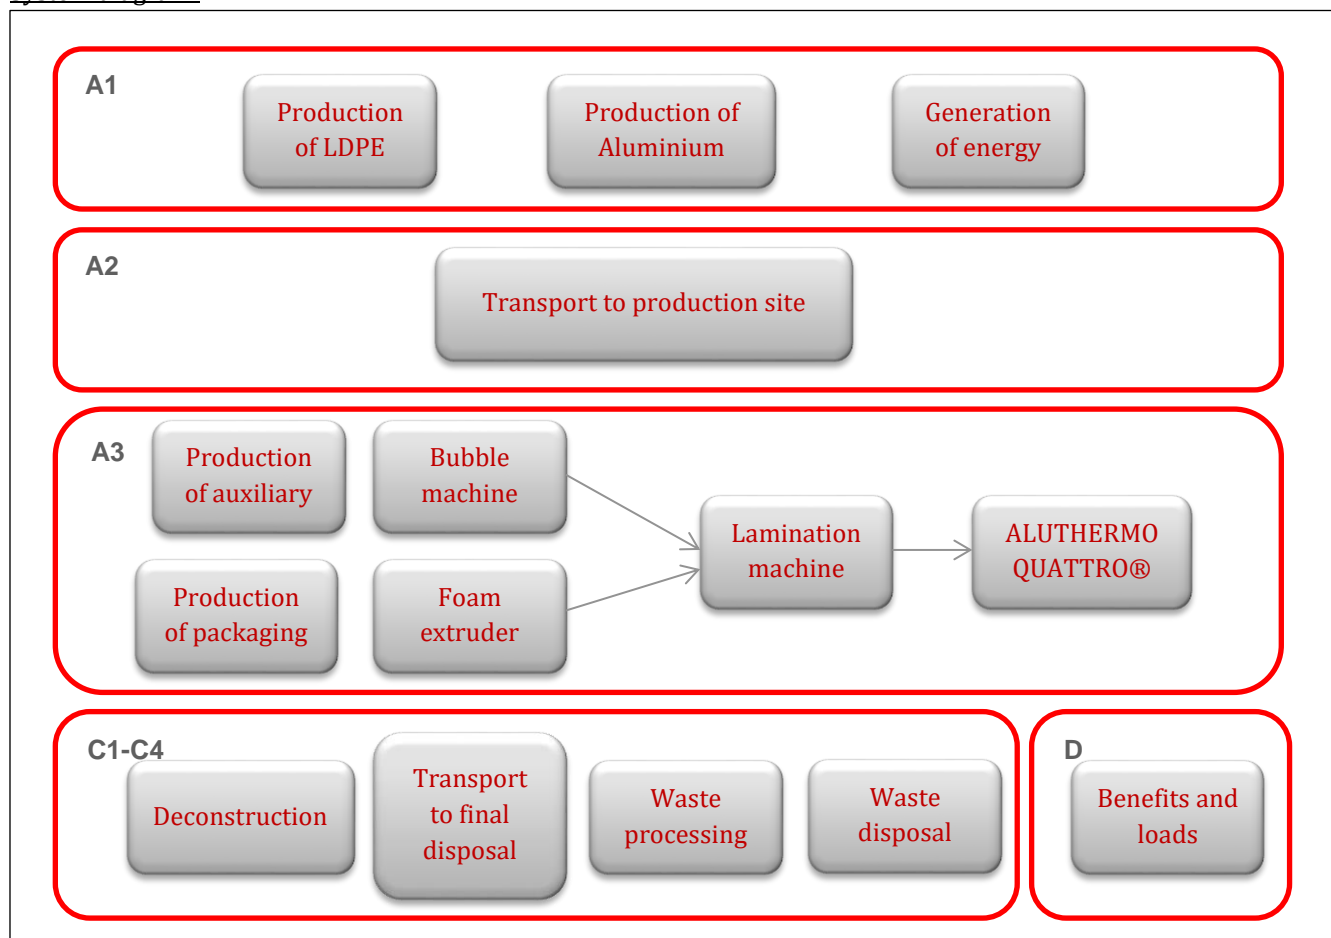 A1
Production
of LDPE
Production of
Aluminium
Generation
of energy
A2
Transport to production site
A3
Production
of auxiliary
Bubble
machine
Production
of packaging
Foam
extruder
Lamination
machine
ALUTHERMO
QUATTRO®
C1-C4
Deconstruction
Transport
to final
disposal
Waste
processing
Waste
disposal
D
Benefits and
loads